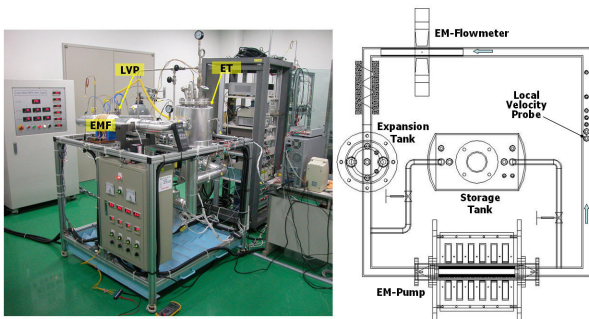 LVP
ET
EMF
EM-Flowmeter
Local
Velocity
Probe
Expansion
Tank
Storage
Tank
EM-Pump